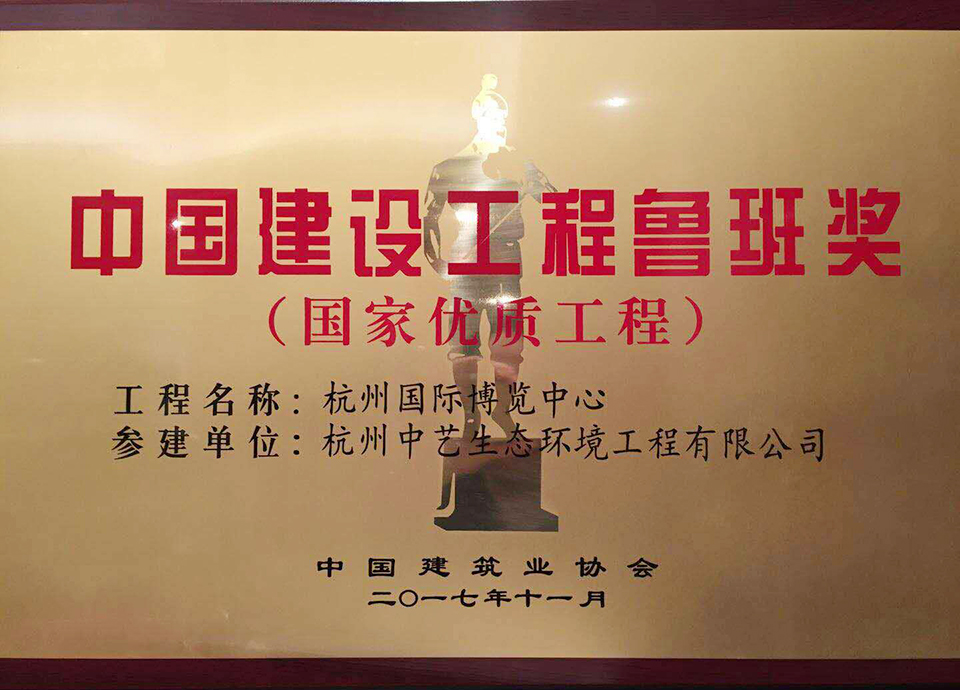 中国建设工程鲁班奖
（国家优质工程）
工程名称：杭州国际博览中心
参建单位：杭州中艺生态环境工程有限公司
中国建筑业协会
二〇一七年十一月